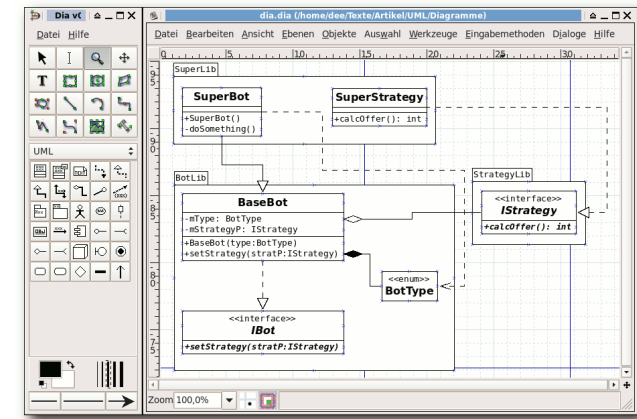 Dia v(
Datei Hilfe
T
UML
dia.dia (/home/dee/Texte/Artikel/UML/Diagramme)
Datei Bearbeiten Ansicht Ebenen Objekte Auswahl Werkzeuge Eingabemethoden Dialoge Hilfe
0 5 10 15 20 25 30
SuperLib
SuperBot
+SuperBot()
-doSomething()
SuperStrategy
+calcOffer(): int
BotLib
BaseBot
-mType: BotType
-mStrategyP: IStrategy
+BaseBot(type:BotType)
+setStrategy(stratP:IStrategy)
StrategyLib
<<interface>>
IStrategy
+calcOffer(): int
<<enum>>
BotType
<<interface>>
IBot
+setStrategy(stratP:IStrategy)
Zoom 100,0%